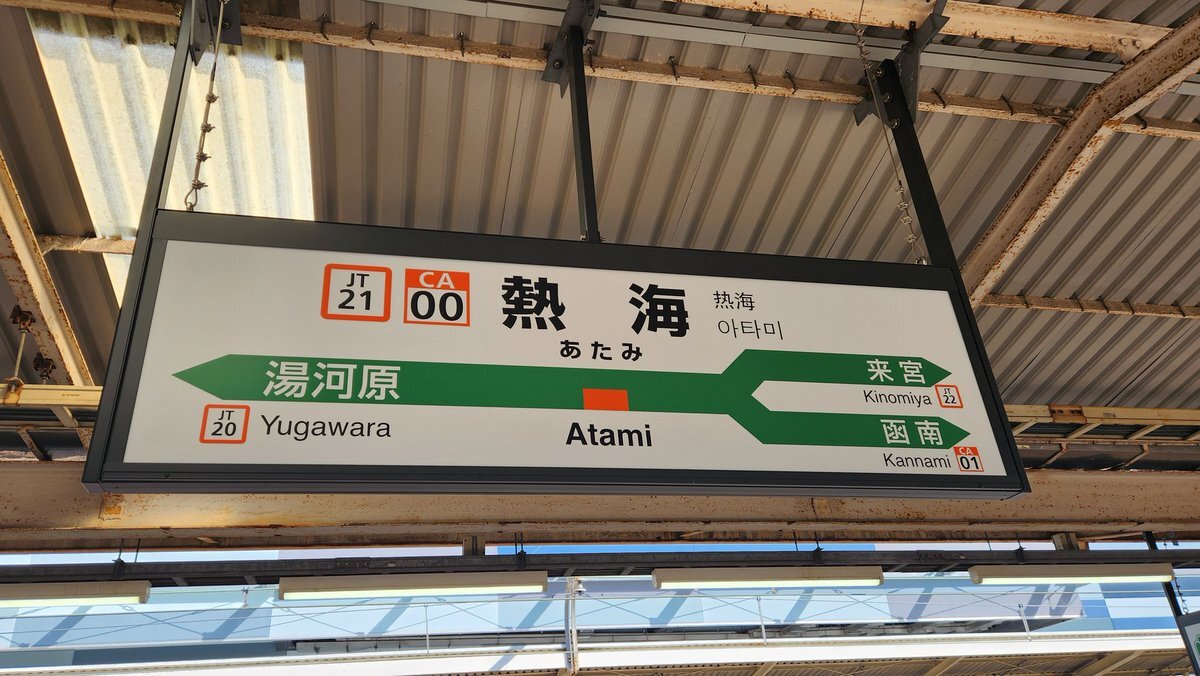 JT
21
CA
00
熱海
热海
아타미
あたみ
湯河原
来宮
JT
20
Yugawara
Atami
Kinomiya
JT
22
函南
Kannami
CA
01